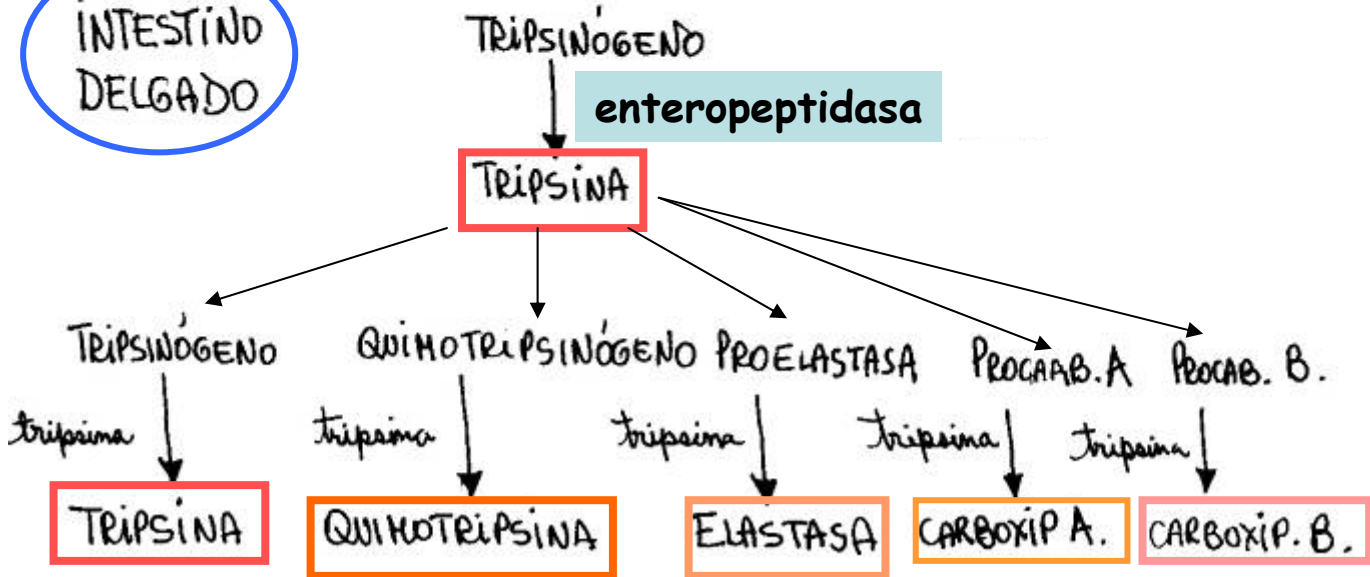 INTESTINO
DELGADO
TRIPSINÓGENO
enteropeptidasa
TRIPSINA
TRIPSINÓGENO QUIMOTRIPSINÓGENO PROELASTASA PROCARB. A PROCAB. B.
tripsina tripsina tripsina tripsina tripsina
TRIPSINA QUIMOTRIPSINA ELASTASA CARBOXIP A. CARBOXIP. B.